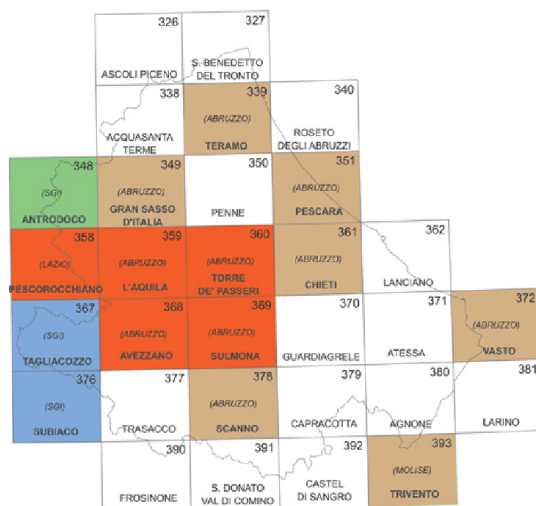 326
ASCOLI PICENO
327
S. BENEDETTO
DEL TRONTO
338
ACQUASANTA
TERME
339
(ABRUZZO)
TERAMO
340
ROSETO
DEGLI ABRUZZI
348
(SGI)
ANTRODOCO
349
(ABRUZZO)
GRAN SASSO
D'ITALIA
350
PENNE
351
(ABRUZZO)
PESCARA
358
(LAZIO)
PESCOROCCHIANO
359
(ABRUZZO)
L'AQUILA
360
(ABRUZZO)
TORRE
DE' PASSERI
361
(ABRUZZO)
CHIETI
362
LANCIANO
367
(SGI)
TAGLIACOZZO
368
(ABRUZZO)
AVEZZANO
369
(ABRUZZO)
SULMONA
370
GUARDIAGRELE
371
ATESSA
372
(ABRUZZO)
VASTO
376
(SGI)
SUBIACO
377
TRASACCO
378
(ABRUZZO)
SCANNO
379
CAPRACOTTA
380
AGNONE
381
LARINO
390
FROSINONE
391
S. DONATO
VAL DI COMINO
392
CASTEL
DI SANGRO
393
(MOLISE)
TRIVENTO